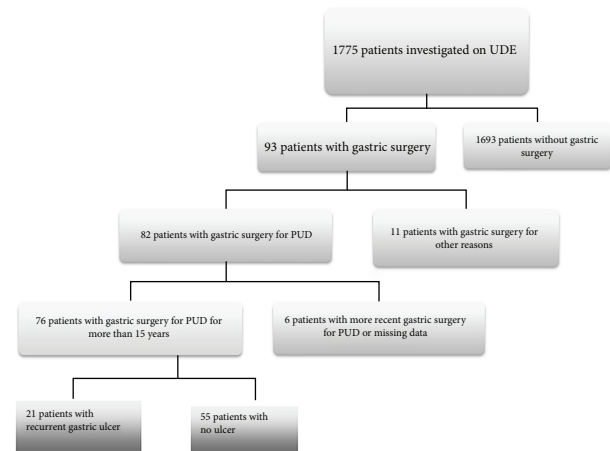 1775 patients investigated on UDE
93 patients with gastric surgery
1693 patients without gastric
surgery
82 patients with gastric surgery for PUD
11 patients with gastric surgery for
other reasons
76 patients with gastric surgery for PUD for
more than 15 years
6 patients with more recent gastric surgery
for PUD or missing data
21 patients with
recurrent gastric ulcer
55 patients with
no ulcer